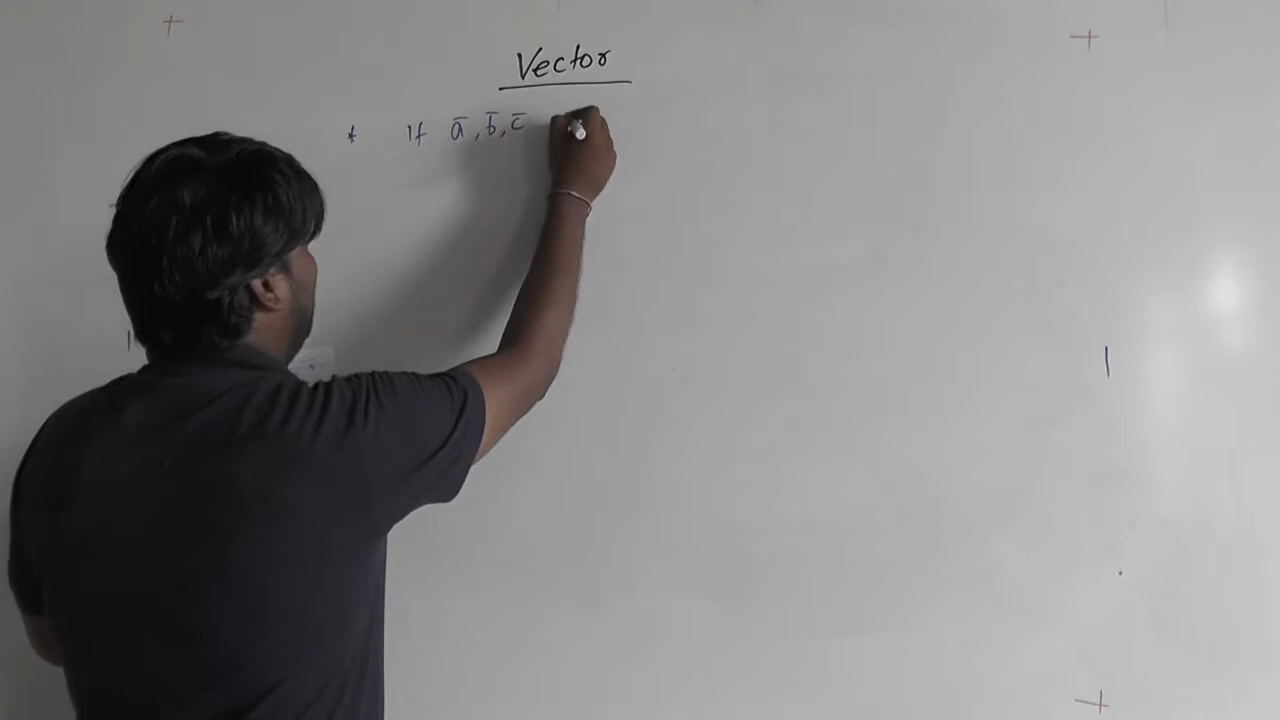 Vector
* If a̅, b̅, c̅